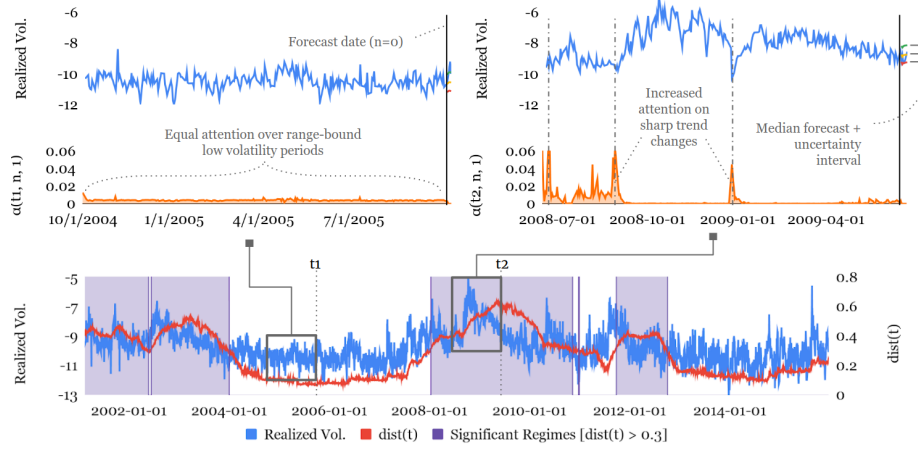 -6
-8
-10
-12
Realized Vol.
Forecast date (n=0)
Equal attention over range-bound
low volatility periods
0.06
0.04
0.02
0
α(t1, n, 1)
10/1/2004 1/1/2005 4/1/2005 7/1/2005
-6
-8
-10
-12
Realized Vol.
Increased
attention on
sharp trend
changes
Median forecast +
uncertainty
interval
0.06
0.04
0.02
0
α(t2, n, 1)
2008-07-01 2008-10-01 2009-01-01 2009-04-01
t1
t2
-5
-7
-9
-11
-13
Realized Vol.
0.8
0.6
0.4
0.2
0
dist(t)
2002-01-01 2004-01-01 2006-01-01 2008-01-01 2010-01-01 2012-01-01 2014-01-01
Realized Vol. dist(t) Significant Regimes [dist(t) > 0.3]